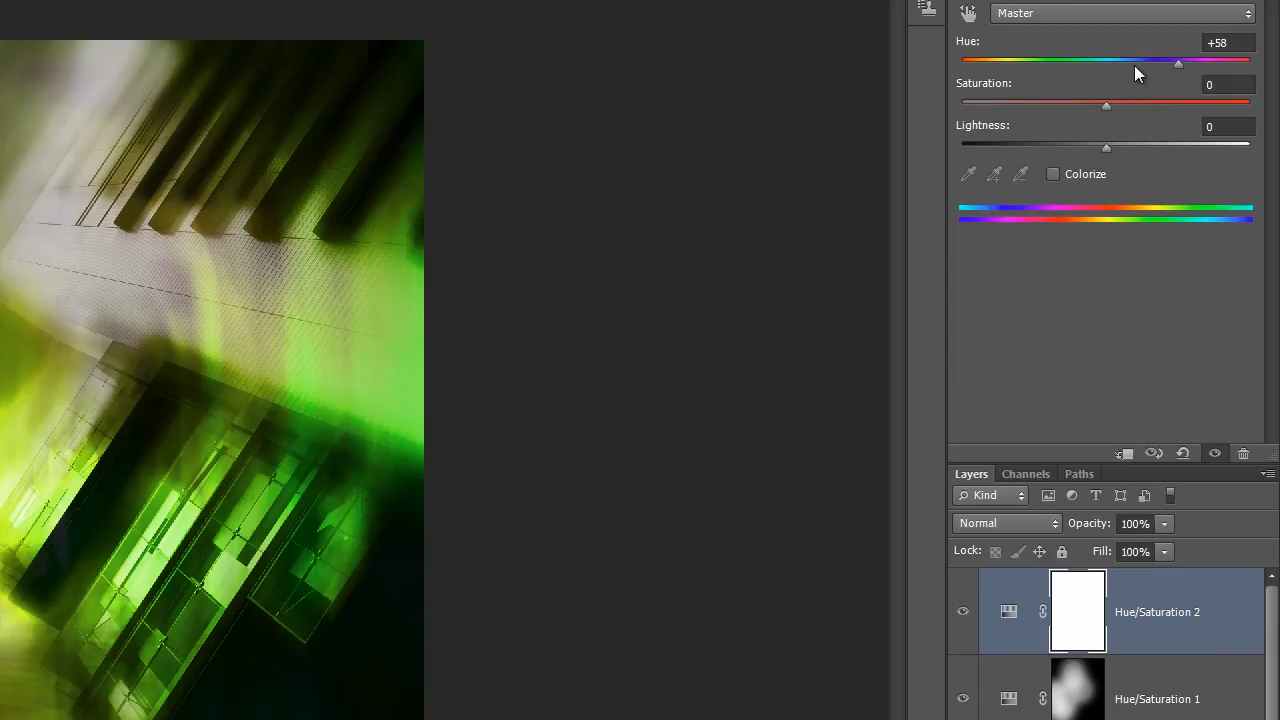 Master
Hue:
+58
Saturation:
0
Lightness:
0
Colorize
Layers
Channels
Paths
Kind
Normal
Opacity:
100%
Lock:
Fill:
100%
Hue/Saturation 2
Hue/Saturation 1